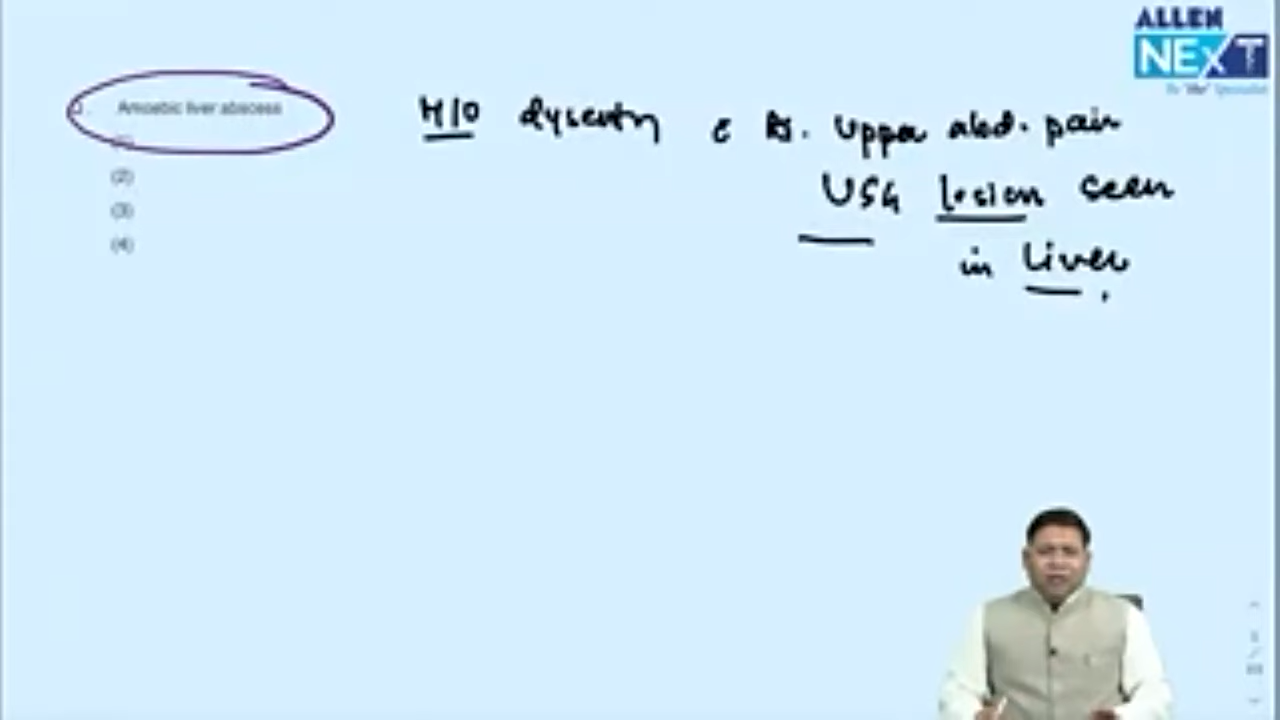 ALLEN
NEXT
Amoebic liver abscess
(2)
(3)
(4)
H/O dysentry c Rt. Upper abd. pain
USG lesion seen
in Liver